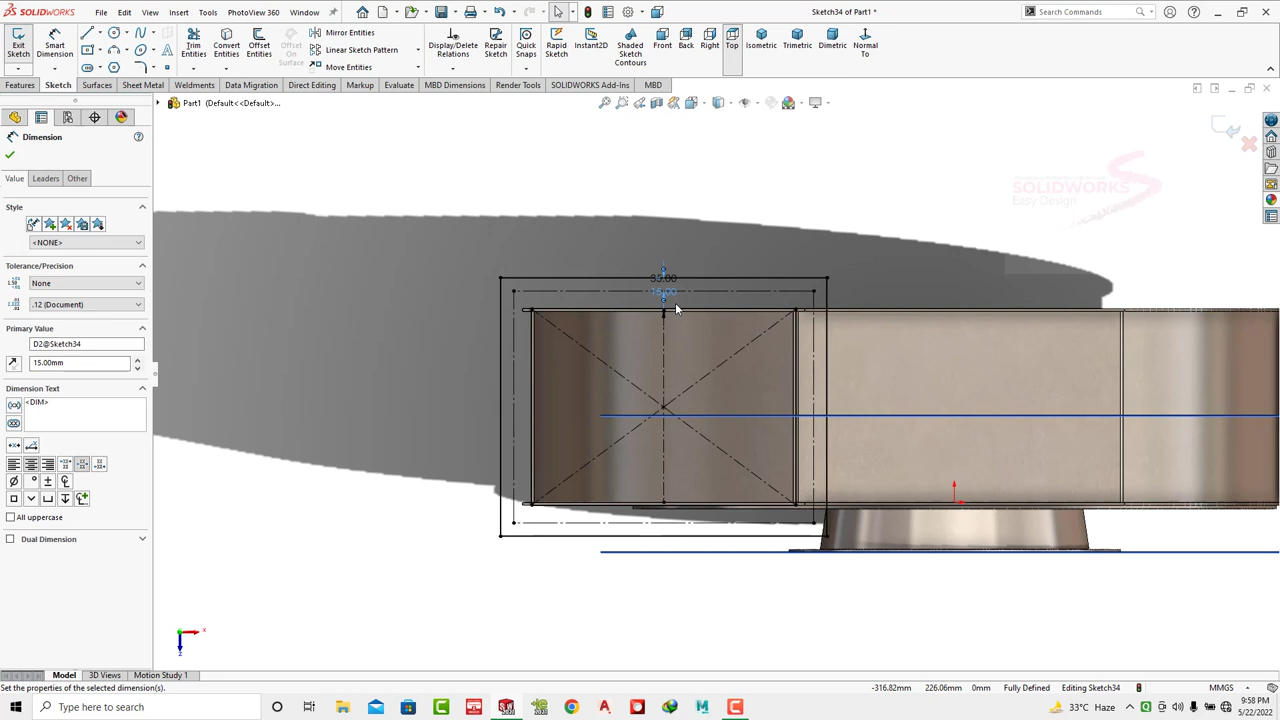 SOLIDWORKS
File Edit View Insert Tools PhotoView 360 Window
Sketch34 of Part1 *
Search Commands
Exit Sketch
Smart Dimension
Trim Entities
Convert Entities
Offset Entities
Offset On Surface
Mirror Entities
Linear Sketch Pattern
Move Entities
Display/Delete Relations
Repair Sketch
Quick Snaps
Rapid Sketch
Instant2D
Shaded Sketch Contours
Front
Back
Right
Top
Isometric
Trimetric
Dimetric
Normal To
Features Sketch Surfaces Sheet Metal Weldments Data Migration Direct Editing Markup Evaluate MBD Dimensions Render Tools SOLIDWORKS Add-Ins MBD
Part1 (Default<<Default>...
Dimension
Value Leaders Other
Style
<NONE>
Tolerance/Precision
None
.12 (Document)
Primary Value
D2@Sketch34
15.00mm
Dimension Text
<DIM>
All uppercase
Dual Dimension
15.00
SOLIDWORKS
Easy Design
x
z
Model 3D Views Motion Study 1
Set the properties of the selected dimension(s).
-316.82mm 226.06mm 0mm Fully Defined Editing Sketch34 MMGS
Type here to search
33°C Haze
9:58 PM
5/22/2022